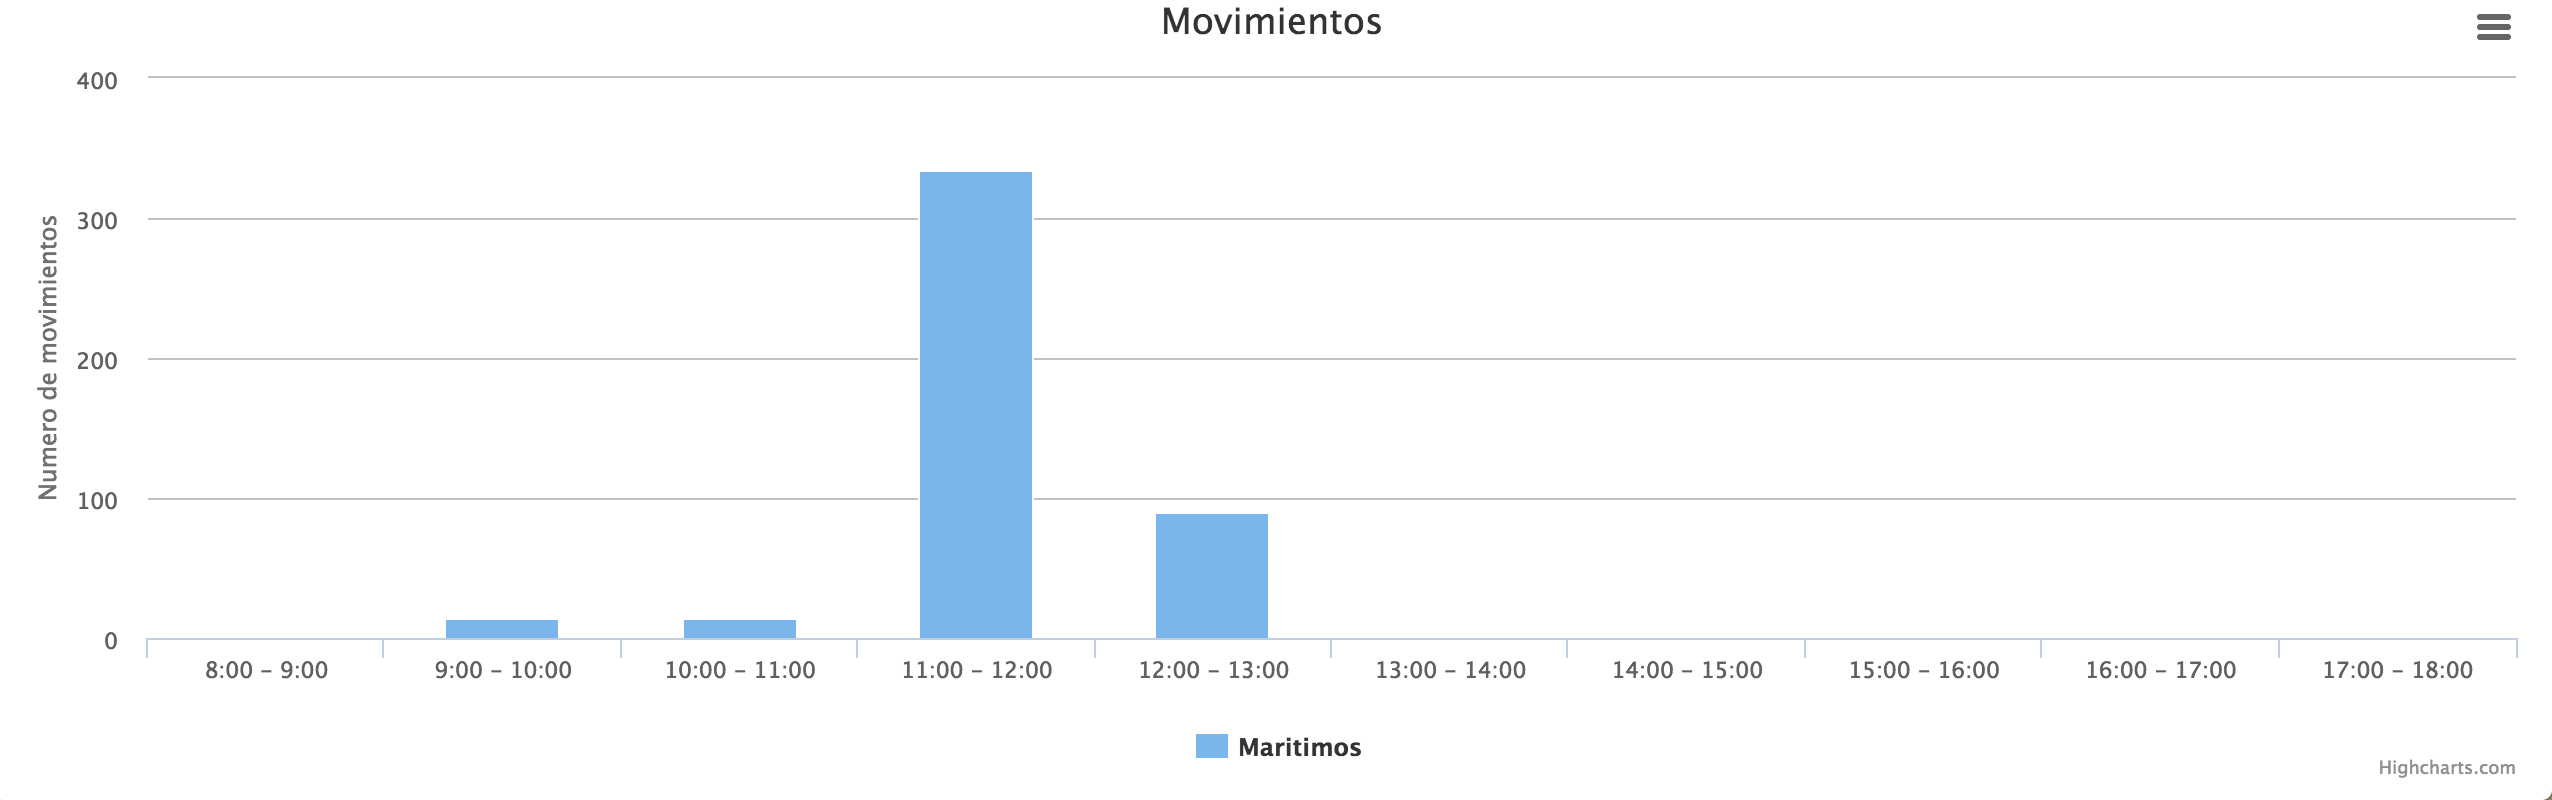 Movimientos
Numero de movimientos
400
300
200
100
0
8:00 – 9:00
9:00 – 10:00
10:00 – 11:00
11:00 – 12:00
12:00 – 13:00
13:00 – 14:00
14:00 – 15:00
15:00 – 16:00
16:00 – 17:00
17:00 – 18:00
Maritimos
Highcharts.com